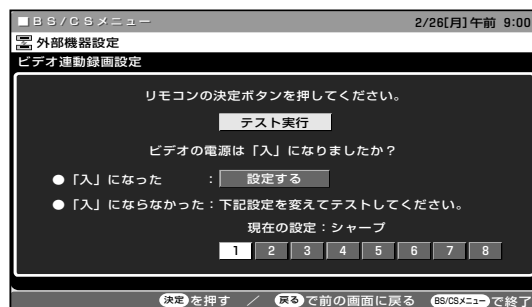 ■BS/CSメニュー 2/26[月]午前 9:00
外部機器設定
ビデオ連動録画設定
リモコンの決定ボタンを押してください。
テスト実行
ビデオの電源は「入」になりましたか？
●「入」になった ： 設定する
●「入」にならなかった：下記設定を変えてテストしてください。
現在の設定：シャープ
1 2 3 4 5 6 7 8
決定を押す ／ 戻るで前の画面に戻る BS/CSメニューで終了